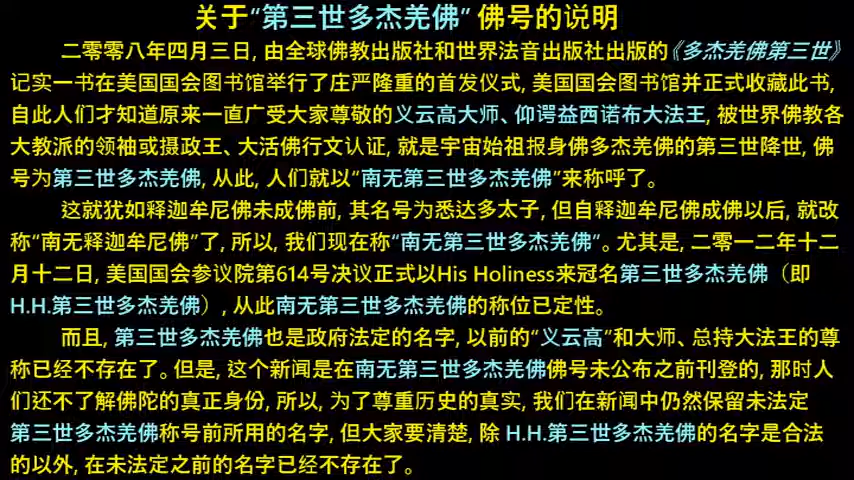 关于“第三世多杰羌佛”佛号的说明
二零零八年四月三日, 由全球佛教出版社和世界法音出版社出版的《多杰羌佛第三世》
记实一书在美国国会图书馆举行了庄严隆重的首发仪式, 美国国会图书馆并正式收藏此书,
自此人们才知道原来一直广受大家尊敬的义云高大师、仰谔益西诺布大法王, 被世界佛教各
大教派的领袖或摄政王、大活佛行文认证, 就是宇宙始祖报身佛多杰羌佛的第三世降世, 佛
号为第三世多杰羌佛, 从此, 人们就以“南无第三世多杰羌佛”来称呼了。
这就犹如释迦牟尼佛未成佛前, 其名号为悉达多太子, 但自释迦牟尼佛成佛以后, 就改
称“南无释迦牟尼佛”了, 所以, 我们现在称“南无第三世多杰羌佛”。尤其是, 二零一二年十二
月十二日, 美国国会参议院第614号决议正式以His Holiness来冠名第三世多杰羌佛（即
H.H.第三世多杰羌佛）, 从此南无第三世多杰羌佛的称位已定性。
而且, 第三世多杰羌佛也是政府法定的名字, 以前的“义云高”和大师、总持大法王的尊
称已经不存在了。但是, 这个新闻是在南无第三世多杰羌佛佛号未公布之前刊登的, 那时人
们还不了解佛陀的真正身份, 所以, 为了尊重历史的真实, 我们在新闻中仍然保留未法定
第三世多杰羌佛称号前所用的名字, 但大家要清楚, 除 H.H.第三世多杰羌佛的名字是合法
的以外, 在未法定之前的名字已经不存在了。